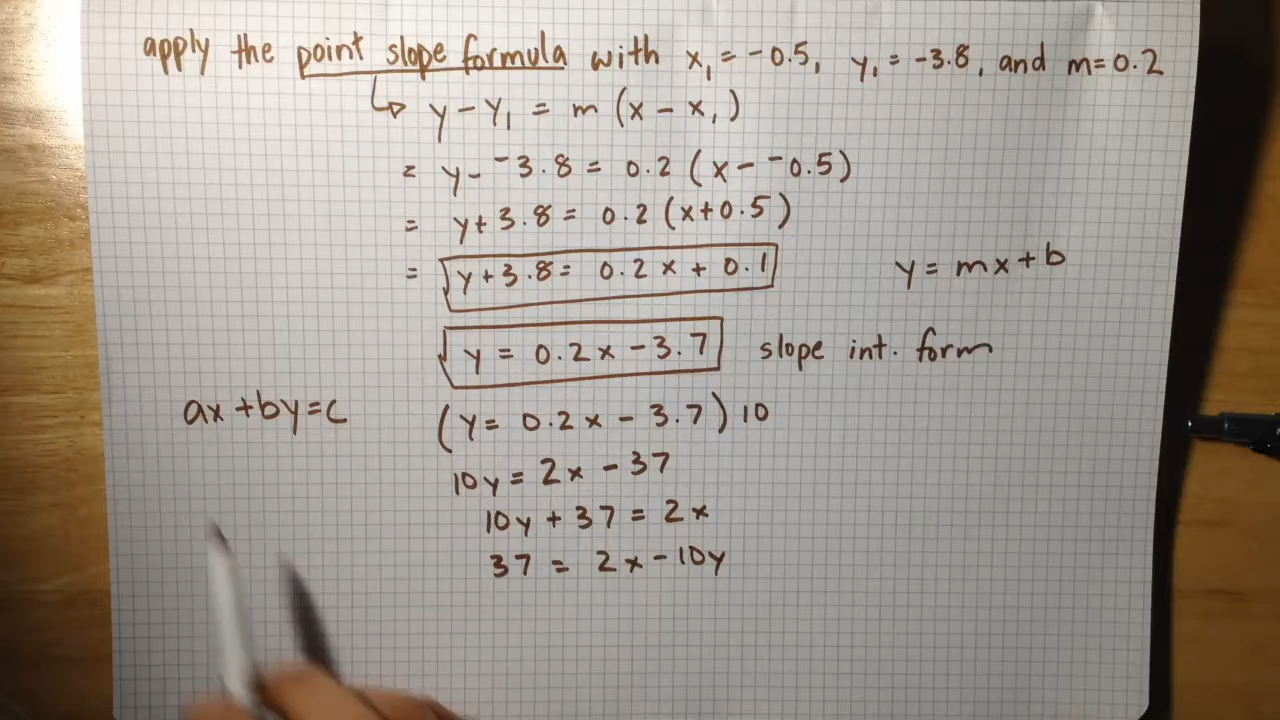 apply the point slope formula with x₁ = -0.5, y₁ = -3.8, and m=0.2
y - y₁ = m (x - x₁)
= y - ⁻3.8 = 0.2 (x - ⁻0.5)
= y + 3.8 = 0.2 (x+0.5)
= y + 3.8 = 0.2x + 0.1
y = mx + b
y = 0.2x - 3.7 slope int. form
ax + by = c
(y = 0.2x - 3.7) 10
10y = 2x - 37
10y + 37 = 2x
37 = 2x - 10y